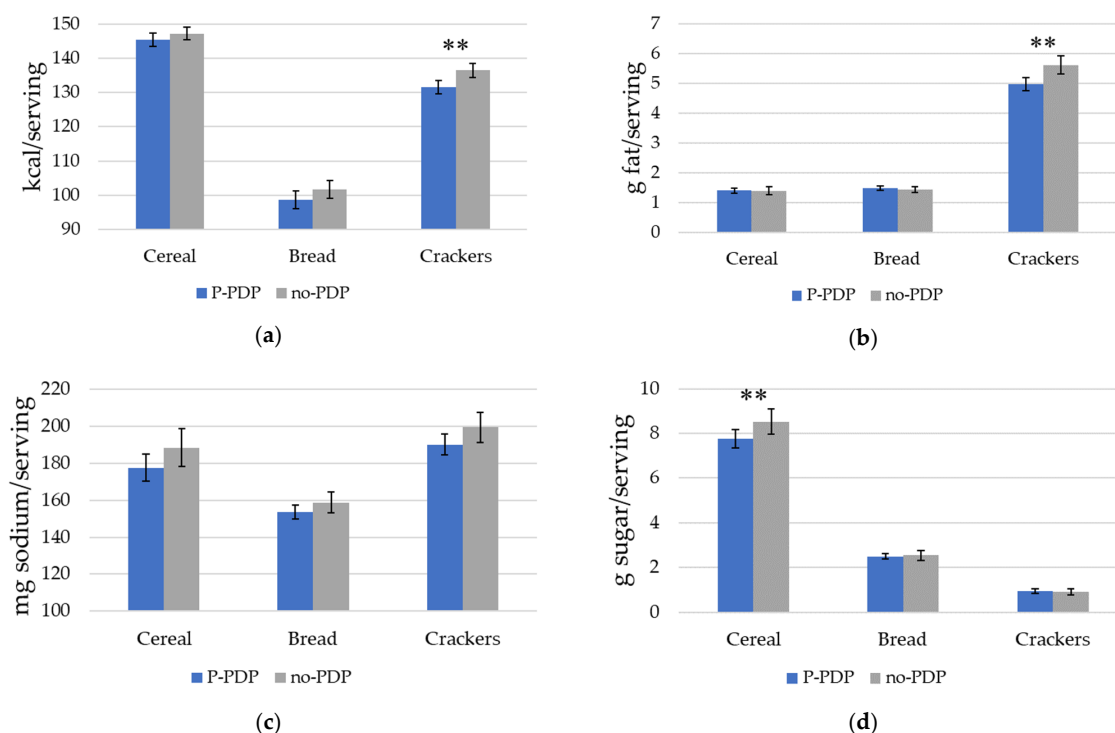 kcal/serving
150
140
130
120
110
100
90
**
Cereal Bread Crackers
P-PDP no-PDP
(a)
g fat/serving
7
6
5
4
3
2
1
0
**
Cereal Bread Crackers
P-PDP no-PDP
(b)
mg sodium/serving
220
200
180
160
140
120
100
Cereal Bread Crackers
P-PDP no-PDP
(c)
g sugar/serving
10
8
6
4
2
0
**
Cereal Bread Crackers
P-PDP no-PDP
(d)